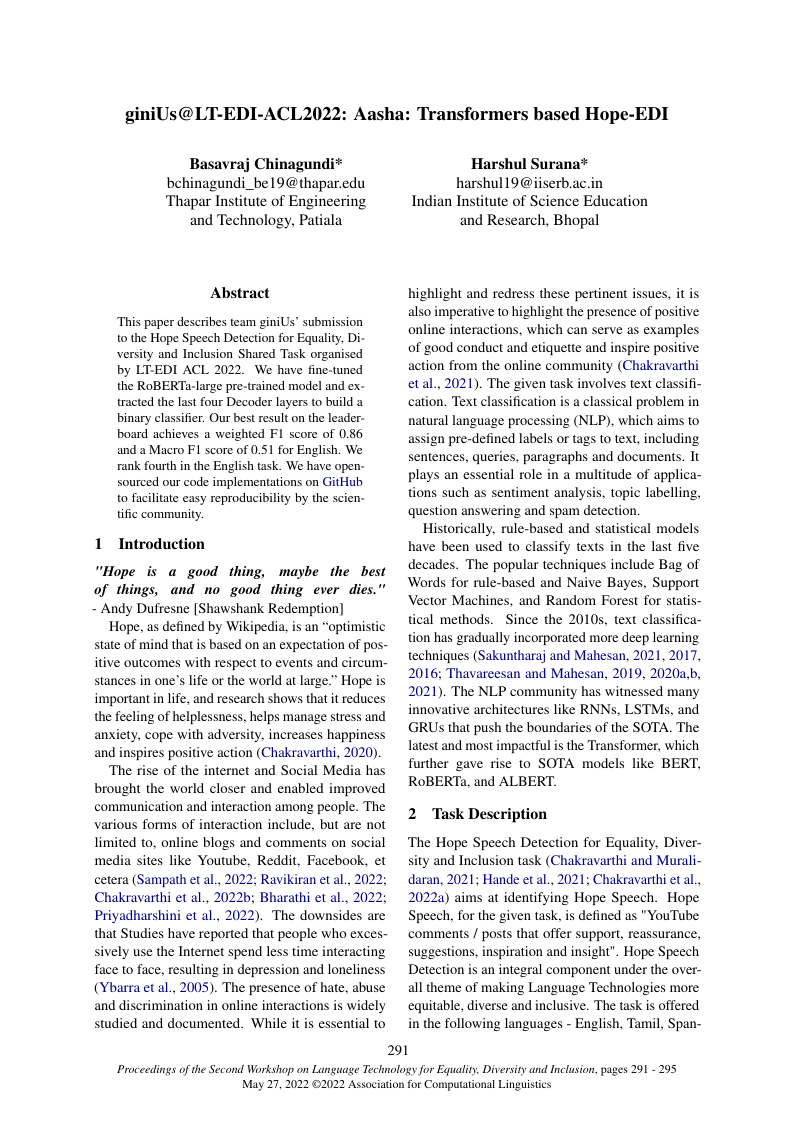 giniUs@LT-EDI-ACL2022: Aasha: Transformers based Hope-EDI
Basavraj Chinagundi*
bchinagundi_be19@thapar.edu
Thapar Institute of Engineering
and Technology, Patiala
Harshul Surana*
harshul19@iiserb.ac.in
Indian Institute of Science Education
and Research, Bhopal
Abstract
This paper describes team giniUs' submission
to the Hope Speech Detection for Equality, Di-
versity and Inclusion Shared Task organised
by LT-EDI ACL 2022. We have fine-tuned
the RoBERTa-large pre-trained model and ex-
tracted the last four Decoder layers to build a
binary classifier. Our best result on the leader-
board achieves a weighted F1 score of 0.86
and a Macro F1 score of 0.51 for English. We
rank fourth in the English task. We have open-
sourced our code implementations on GitHub
to facilitate easy reproducibility by the scien-
tific community.
1 Introduction
"Hope is a good thing, maybe the best
of things, and no good thing ever dies."
- Andy Dufresne [Shawshank Redemption]
Hope, as defined by Wikipedia, is an “optimistic
state of mind that is based on an expectation of pos-
itive outcomes with respect to events and circum-
stances in one's life or the world at large.” Hope is
important in life, and research shows that it reduces
the feeling of helplessness, helps manage stress and
anxiety, cope with adversity, increases happiness
and inspires positive action (Chakravarthi, 2020).
The rise of the internet and Social Media has
brought the world closer and enabled improved
communication and interaction among people. The
various forms of interaction include, but are not
limited to, online blogs and comments on social
media sites like Youtube, Reddit, Facebook, et
cetera (Sampath et al., 2022; Ravikiran et al., 2022;
Chakravarthi et al., 2022b; Bharathi et al., 2022;
Priyadharshini et al., 2022). The downsides are
that Studies have reported that people who exces-
sively use the Internet spend less time interacting
face to face, resulting in depression and loneliness
(Ybarra et al., 2005). The presence of hate, abuse
and discrimination in online interactions is widely
studied and documented. While it is essential to
highlight and redress these pertinent issues, it is
also imperative to highlight the presence of positive
online interactions, which can serve as examples
of good conduct and etiquette and inspire positive
action from the online community (Chakravarthi
et al., 2021). The given task involves text classifi-
cation. Text classification is a classical problem in
natural language processing (NLP), which aims to
assign pre-defined labels or tags to text, including
sentences, queries, paragraphs and documents. It
plays an essential role in a multitude of applica-
tions such as sentiment analysis, topic labelling,
question answering and spam detection.
Historically, rule-based and statistical models
have been used to classify texts in the last five
decades. The popular techniques include Bag of
Words for rule-based and Naive Bayes, Support
Vector Machines, and Random Forest for statis-
tical methods. Since the 2010s, text classifica-
tion has gradually incorporated more deep learning
techniques (Sakuntharaj and Mahesan, 2021, 2017,
2016; Thavareesan and Mahesan, 2019, 2020a,b,
2021). The NLP community has witnessed many
innovative architectures like RNNs, LSTMs, and
GRUs that push the boundaries of the SOTA. The
latest and most impactful is the Transformer, which
further gave rise to SOTA models like BERT,
RoBERTa, and ALBERT.
2 Task Description
The Hope Speech Detection for Equality, Diver-
sity and Inclusion task (Chakravarthi and Murali-
daran, 2021; Hande et al., 2021; Chakravarthi et al.,
2022a) aims at identifying Hope Speech. Hope
Speech, for the given task, is defined as "YouTube
comments / posts that offer support, reassurance,
suggestions, inspiration and insight". Hope Speech
Detection is an integral component under the over-
all theme of making Language Technologies more
equitable, diverse and inclusive. The task is offered
in the following languages - English, Tamil, Span-
291
Proceedings of the Second Workshop on Language Technology for Equality, Diversity and Inclusion, pages 291 - 295
May 27, 2022 ©2022 Association for Computational Linguistics